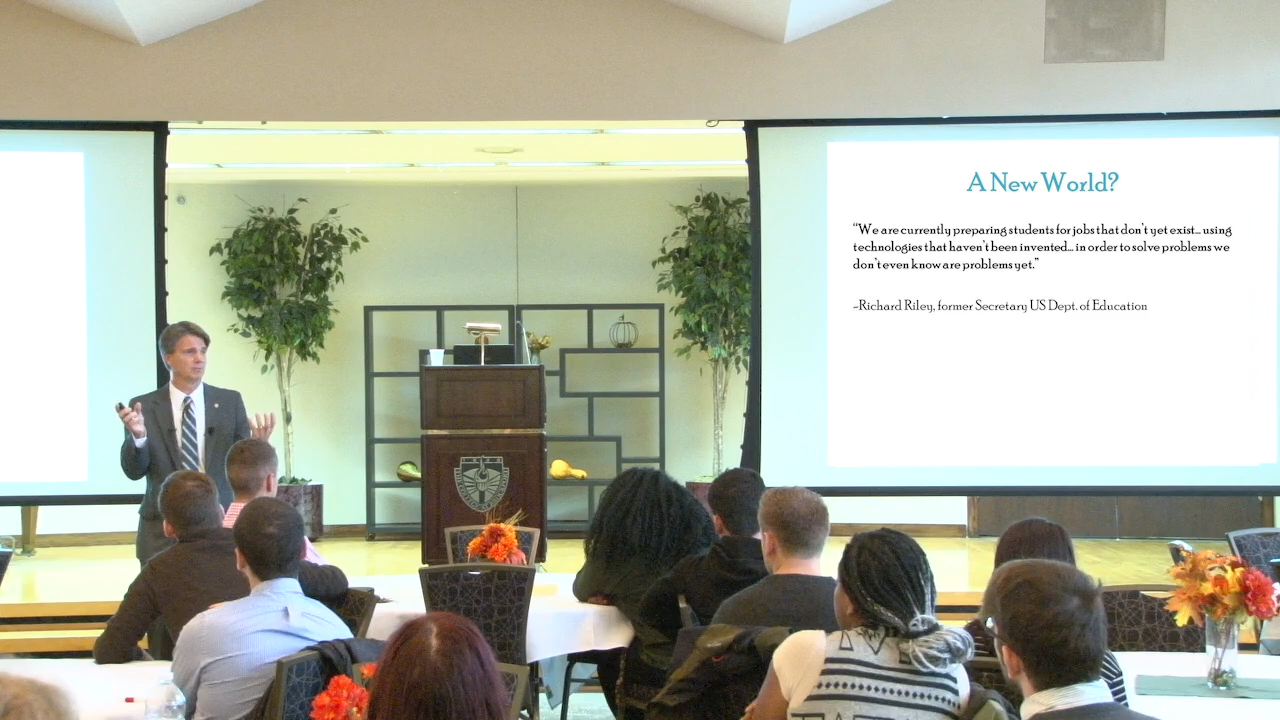 A New World?
“We are currently preparing students for jobs that don’t yet exist... using
technologies that haven’t been invented... in order to solve problems we
don’t even know are problems yet.”
~Richard Riley, former Secretary US Dept. of Education